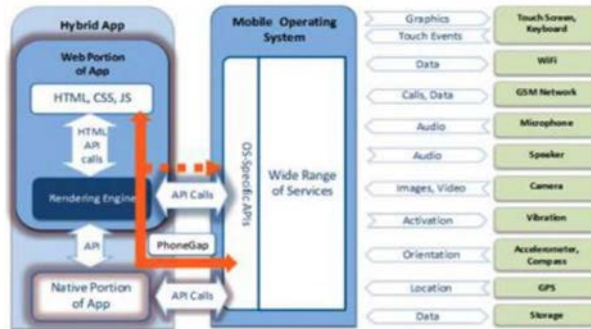 Hybrid App
Web Portion
of App
HTML, CSS, JS
HTML
API
calls
Rendering Engine
API
Native Portion
of App
API Calls
PhoneGap
API Calls
Mobile Operating
System
OS-Specific APIs
Wide Range
of Services
Graphics
Touch Events
Data
Calls, Data
Audio
Audio
Images, Video
Activation
Orientation
Location
Data
Touch Screen,
Keyboard
WiFi
GSM Network
Microphone
Speaker
Camera
Vibration
Accelerometer,
Compass
GPS
Storage